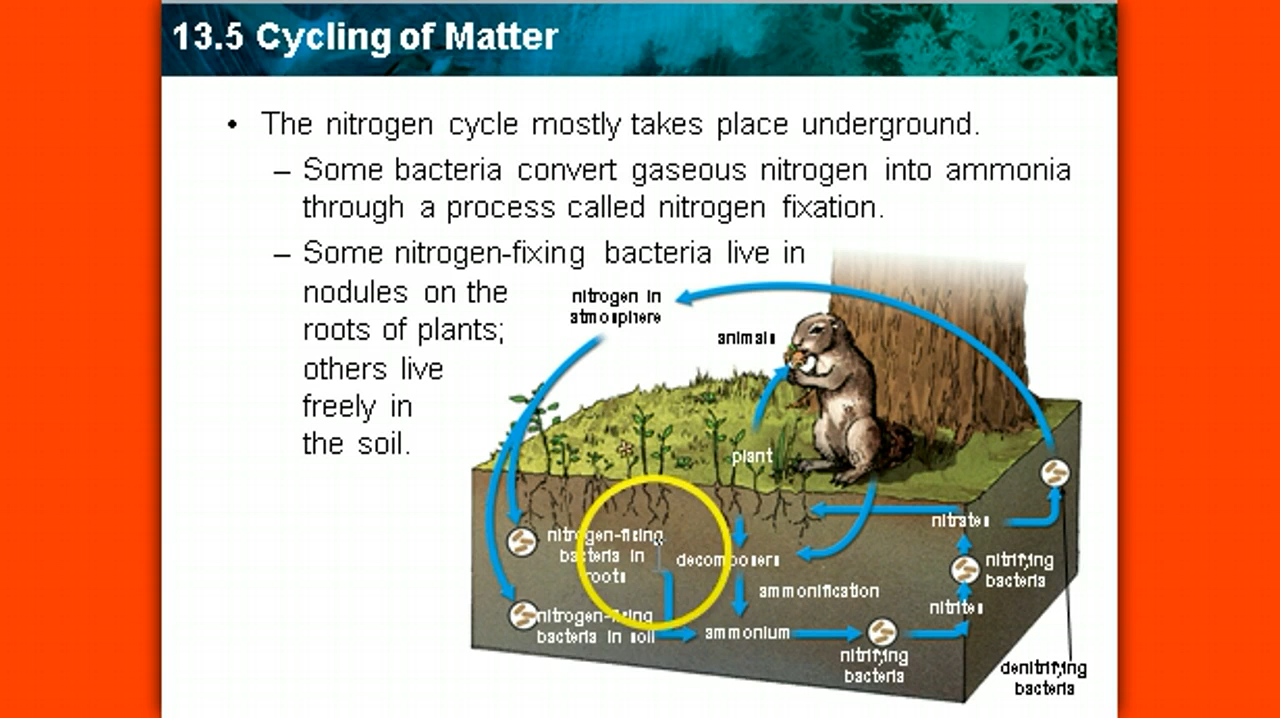 13.5 Cycling of Matter
• The nitrogen cycle mostly takes place underground.
– Some bacteria convert gaseous nitrogen into ammonia
through a process called nitrogen fixation.
– Some nitrogen-fixing bacteria live in
nodules on the
roots of plants;
others live
freely in
the soil.
nitrogen in
atmosphere
animals
plant
nitrogen-fixing
bacteria in
roots
decomposers
nitrates
nitrifying
bacteria
ammonification
nitrites
nitrogen-fixing
bacteria in soil
ammonium
nitrifying
bacteria
denitrifying
bacteria